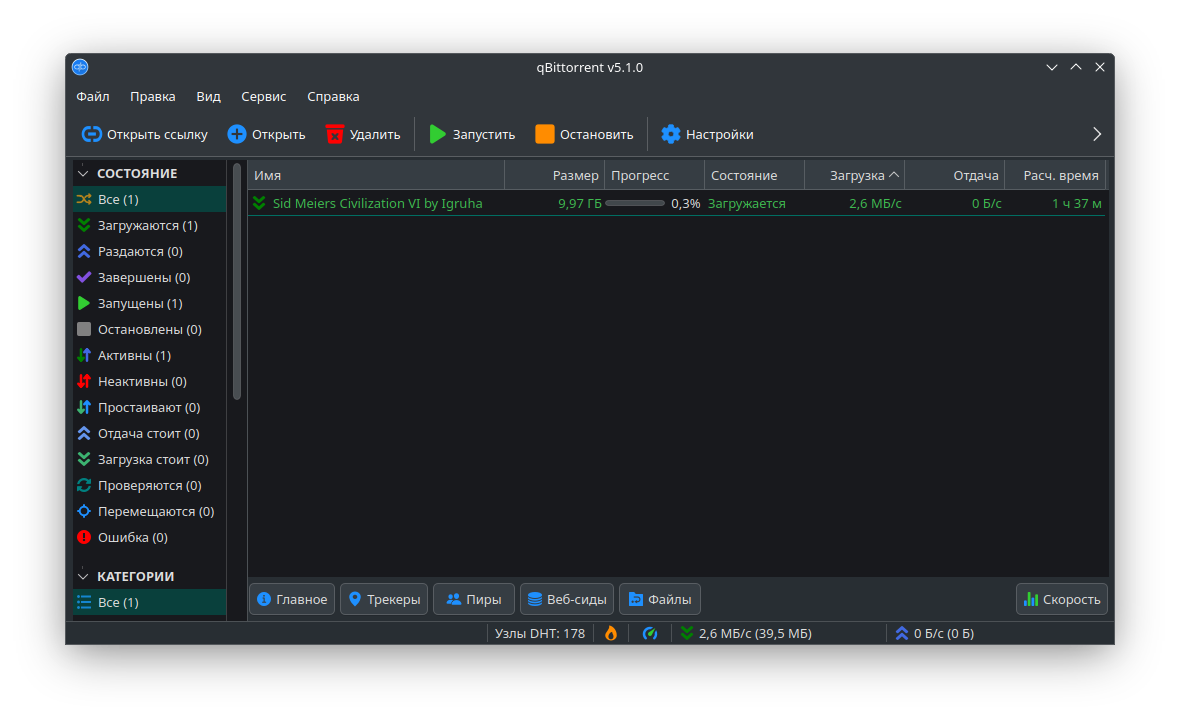 qBittorrent v5.1.0
Файл Правка Вид Сервис Справка
Открыть ссылку Открыть Удалить Запустить Остановить Настройки
СОСТОЯНИЕ
Все (1)
Загружаются (1)
Раздаются (0)
Завершены (0)
Запущены (1)
Остановлены (0)
Активны (1)
Неактивны (0)
Простаивают (0)
Отдача стоит (0)
Загрузка стоит (0)
Проверяются (0)
Перемещаются (0)
Ошибка (0)
КАТЕГОРИИ
Все (1)
Имя Размер Прогресс Состояние Загрузка Отдача Расч. время
Sid Meiers Civilization VI by Igruha 9,97 ГБ 0,3% Загружается 2,6 МБ/с 0 Б/с 1 ч 37 м
Главное Трекеры Пиры Веб-сиды Файлы Скорость
Узлы DHT: 178 2,6 МБ/с (39,5 МБ) 0 Б/с (0 Б)